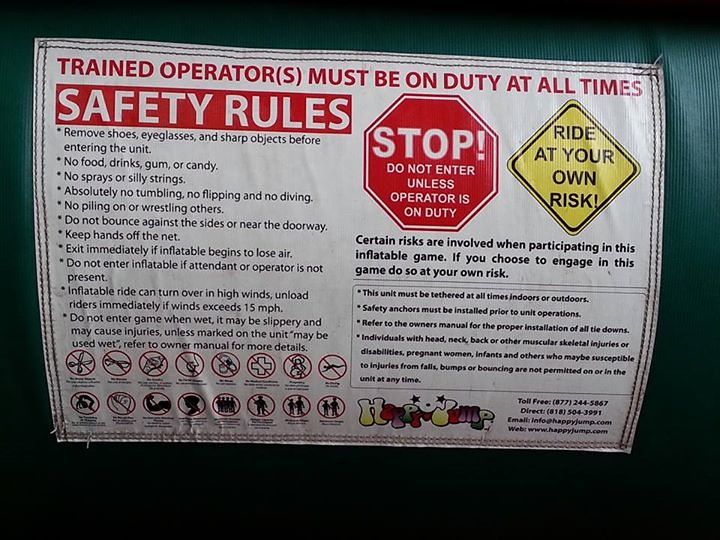 TRAINED OPERATOR(S) MUST BE ON DUTY AT ALL TIMES
SAFETY RULES
* Remove shoes, eyeglasses, and sharp objects before
entering the unit.
* No food, drinks, gum, or candy.
* No sprays or silly strings.
* Absolutely no tumbling, no flipping and no diving.
* No piling on or wrestling others.
* Do not bounce against the sides or near the doorway.
* Keep hands off the net.
* Exit immediately if inflatable begins to lose air.
* Do not enter inflatable if attendant or operator is not
present.
* Inflatable ride can turn over in high winds, unload
riders immediately if winds exceeds 15 mph.
* Do not enter game when wet, it may be slippery and
may cause injuries, unless marked on the unit "may be
used wet", refer to owner manual for more details.
STOP!
DO NOT ENTER
UNLESS
OPERATOR IS
ON DUTY
RIDE
AT YOUR
OWN
RISK!
Certain risks are involved when participating in this
inflatable game. If you choose to engage in this
game do so at your own risk.
* This unit must be tethered at all times indoors or outdoors.
* Safety anchors must be installed prior to unit operations.
* Refer to the owners manual for the proper installation of all tie downs.
* Individuals with head, neck, back or other muscular skeletal injuries or
disabilities, pregnant women, infants and others who maybe susceptible
to injuries from falls, bumps or bouncing are not permitted on or in the
unit at any time.
Happy Jump
Toll Free: (877) 244-5867
Direct: (818) 504-3991
Email: info@happyjump.com
Web: www.happyjump.com